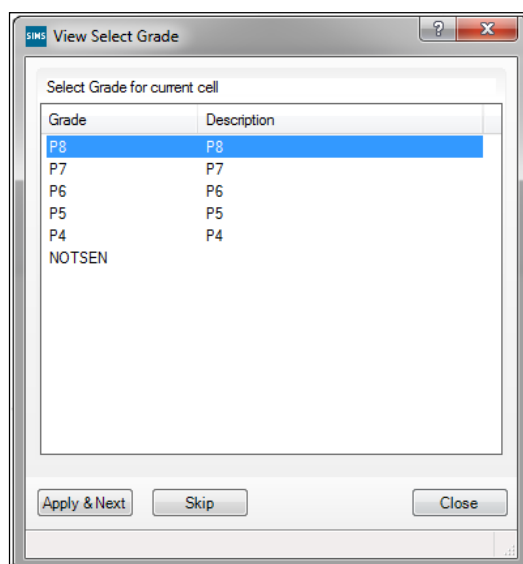 SIMS View Select Grade ? X
Select Grade for current cell
Grade Description
P8 P8
P7 P7
P6 P6
P5 P5
P4 P4
NOTSEN
Apply & Next Skip Close